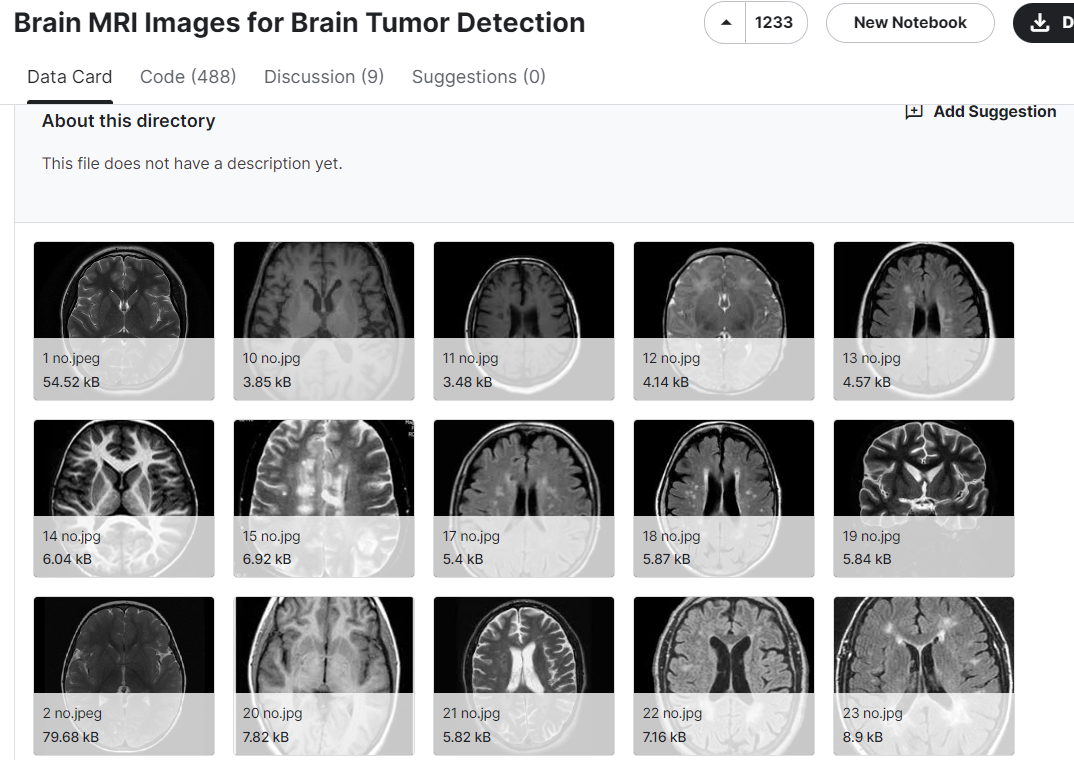 Brain MRI Images for Brain Tumor Detection
1233
New Notebook
D
Data Card
Code (488)
Discussion (9)
Suggestions (0)
About this directory
Add Suggestion
This file does not have a description yet.
1 no.jpeg
54.52 kB
10 no.jpg
3.85 kB
11 no.jpg
3.48 kB
12 no.jpg
4.14 kB
13 no.jpg
4.57 kB
14 no.jpg
6.04 kB
15 no.jpg
6.92 kB
17 no.jpg
5.4 kB
18 no.jpg
5.87 kB
19 no.jpg
5.84 kB
2 no.jpeg
79.68 kB
20 no.jpg
7.82 kB
21 no.jpg
5.82 kB
22 no.jpg
7.16 kB
23 no.jpg
8.9 kB